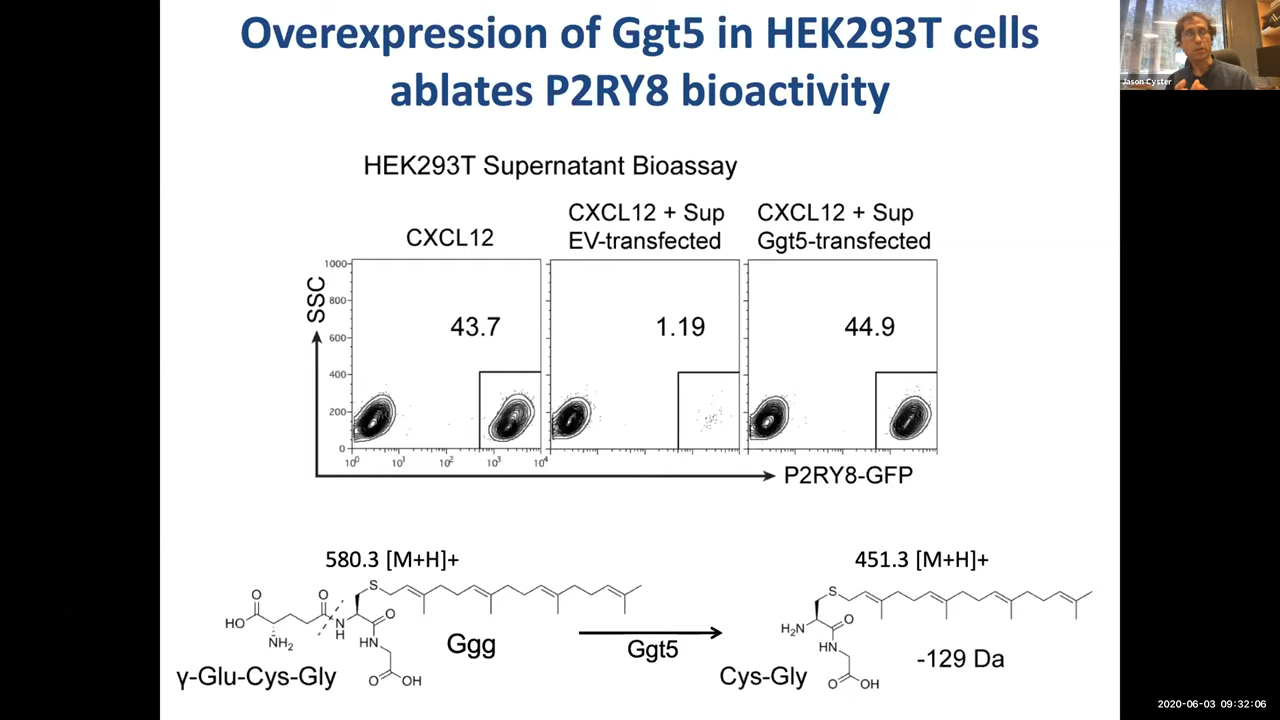 Overexpression of Ggt5 in HEK293T cells
ablates P2RY8 bioactivity
Jason Cyster
HEK293T Supernatant Bioassay
CXCL12
CXCL12 + Sup
EV-transfected
CXCL12 + Sup
Ggt5-transfected
SSC
1000
800
600
400
200
0
43.7
1.19
44.9
10⁰
10¹
10²
10³
10⁴
P2RY8-GFP
580.3 [M+H]+
O
HO
NH₂
O
N
H
S
O
HN
O
OH
γ-Glu-Cys-Gly
Ggg
Ggt5
451.3 [M+H]+
S
H₂N
O
HN
O
OH
Cys-Gly
-129 Da
2020-06-03 09:32:06